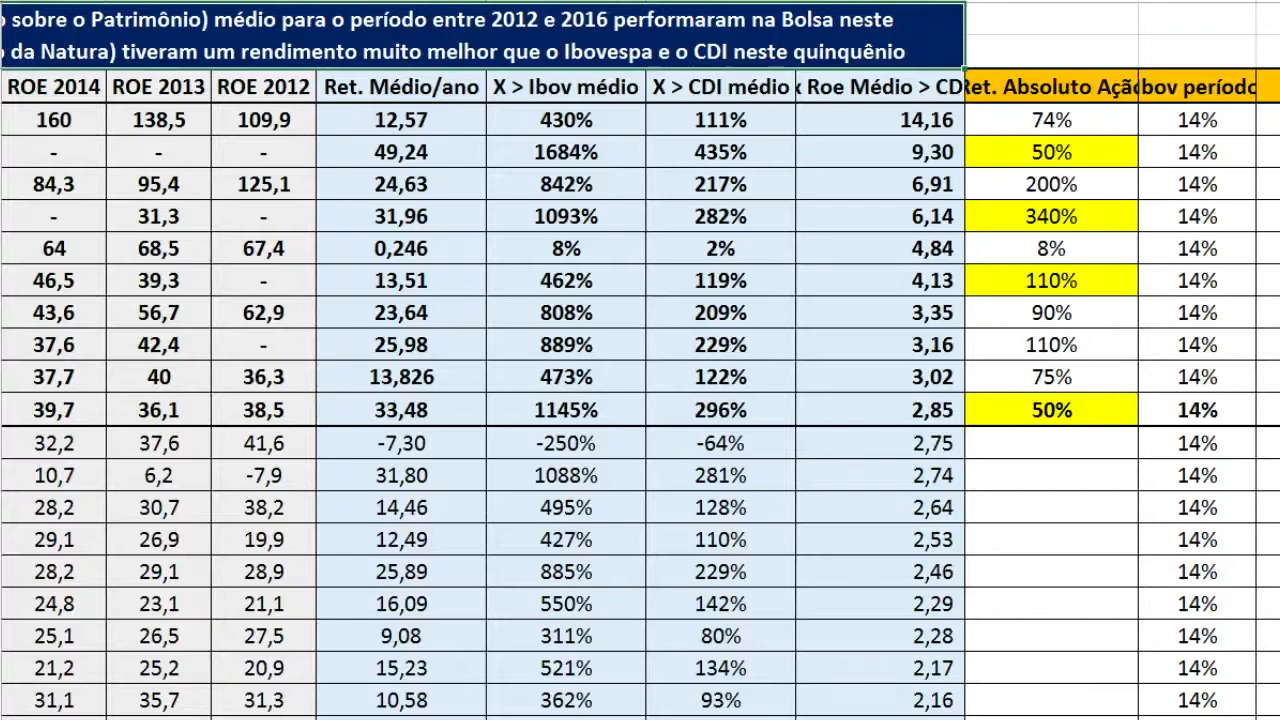 o sobre o Patrimônio) médio para o período entre 2012 e 2016 performaram na Bolsa neste
o da Natura) tiveram um rendimento muito melhor que o Ibovespa e o CDI neste quinquênio
ROE 2014 ROE 2013 ROE 2012 Ret. Médio/ano X > Ibov médio X > CDI médio Roe Médio > CD Ret. Absoluto Açã bov período
160 138,5 109,9 12,57 430% 111% 14,16 74% 14%
- - - 49,24 1684% 435% 9,30 50% 14%
84,3 95,4 125,1 24,63 842% 217% 6,91 200% 14%
- 31,3 - 31,96 1093% 282% 6,14 340% 14%
64 68,5 67,4 0,246 8% 2% 4,84 8% 14%
46,5 39,3 - 13,51 462% 119% 4,13 110% 14%
43,6 56,7 62,9 23,64 808% 209% 3,35 90% 14%
37,6 42,4 - 25,98 889% 229% 3,16 110% 14%
37,7 40 36,3 13,826 473% 122% 3,02 75% 14%
39,7 36,1 38,5 33,48 1145% 296% 2,85 50% 14%
32,2 37,6 41,6 -7,30 -250% -64% 2,75 14%
10,7 6,2 -7,9 31,80 1088% 281% 2,74 14%
28,2 30,7 38,2 14,46 495% 128% 2,64 14%
29,1 26,9 19,9 12,49 427% 110% 2,53 14%
28,2 29,1 28,9 25,89 885% 229% 2,46 14%
24,8 23,1 21,1 16,09 550% 142% 2,29 14%
25,1 26,5 27,5 9,08 311% 80% 2,28 14%
21,2 25,2 20,9 15,23 521% 134% 2,17 14%
31,1 35,7 31,3 10,58 362% 93% 2,16 14%